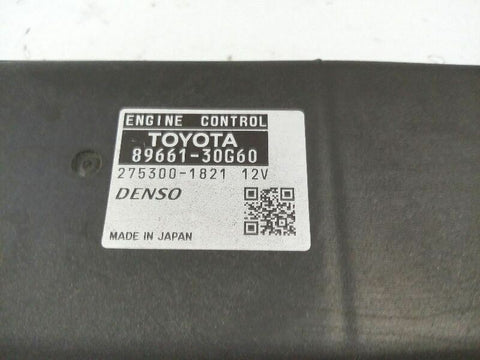 ENGINE CONTROL
TOYOTA
89661-30G60
275300-1821 12V
DENSO
MADE IN JAPAN